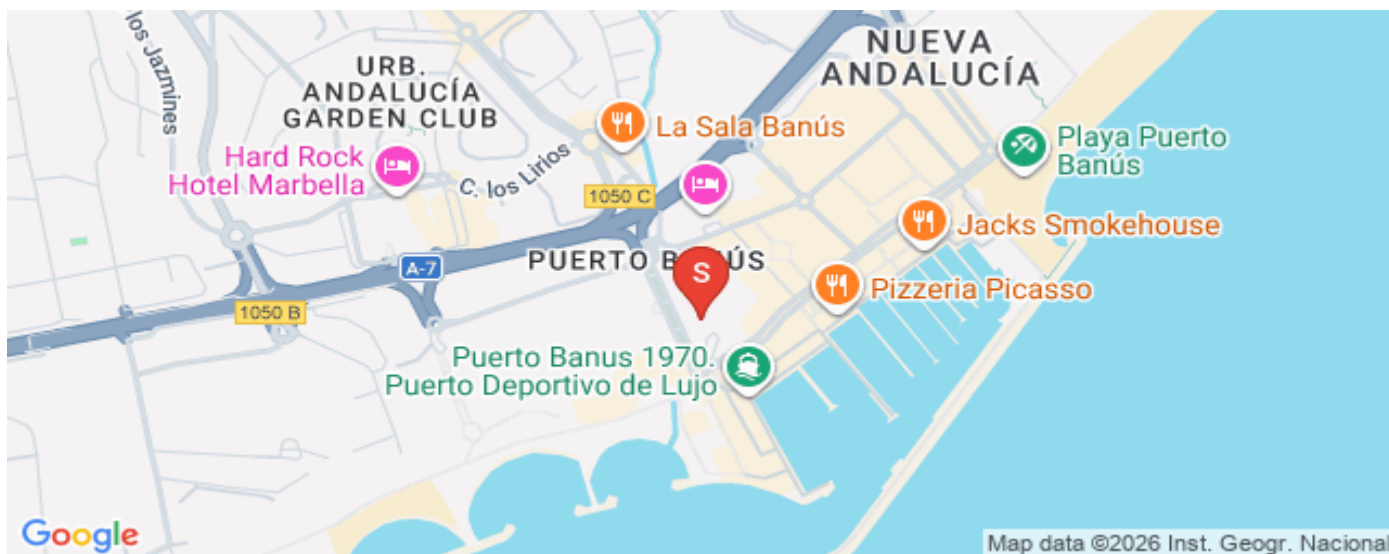 los Jazmines
URB.
ANDALUCÍA
GARDEN CLUB
NUEVA
ANDALUCÍA
La Sala Banús
Playa Puerto
Banús
Hard Rock
Hotel Marbella
C. los Lirios
1050 C
Jacks Smokehouse
A-7
PUERTO B
ÚS
S
Pizzeria Picasso
1050 B
Puerto Banus 1970.
Puerto Deportivo de Lujo
Google
Map data ©2026 Inst. Geogr. Nacional